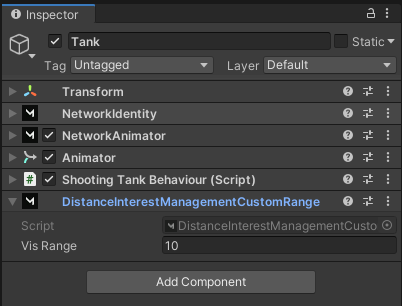 Inspector
Tank Static
Tag Untagged Layer Default
Transform
NetworkIdentity
NetworkAnimator
Animator
Shooting Tank Behaviour (Script)
DistanceInterestManagementCustomRange
Script DistanceInterestManagementCusto
Vis Range 10
Add Component